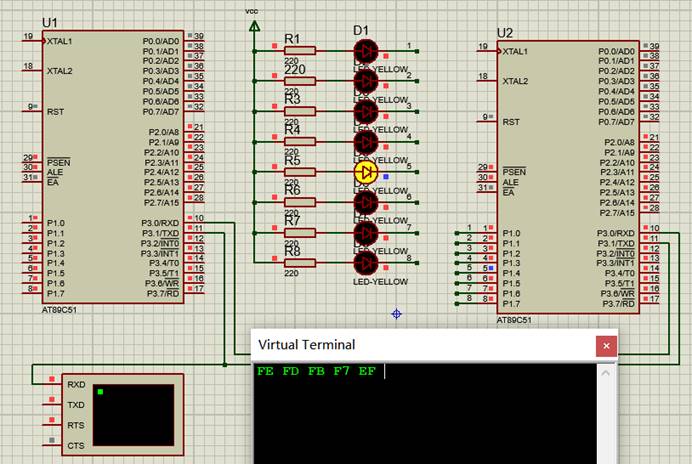 U1
19 XTAL1
18 XTAL2
9 RST
29 PSEN
30 ALE
31 EA
1 P1.0
2 P1.1
3 P1.2
4 P1.3
5 P1.4
6 P1.5
7 P1.6
8 P1.7
P0.0/AD0 39
P0.1/AD1 38
P0.2/AD2 37
P0.3/AD3 36
P0.4/AD4 35
P0.5/AD5 34
P0.6/AD6 33
P0.7/AD7 32
P2.0/A8 21
P2.1/A9 22
P2.2/A10 23
P2.3/A11 24
P2.4/A12 25
P2.5/A13 26
P2.6/A14 27
P2.7/A15 28
P3.0/RXD 10
P3.1/TXD 11
P3.2/INT0 12
P3.3/INT1 13
P3.4/T0 14
P3.5/T1 15
P3.6/WR 16
P3.7/RD 17
AT89C51
vcc
R1
220
220
220
R3
220
R4
220
R5
220
R6
220
R7
220
R8
220
D1
LED-YELLOW 1
LED-YELLOW 2
LED-YELLOW 3
LED-YELLOW 4
LED-YELLOW 5
LED-YELLOW 6
LED-YELLOW 7
LED-YELLOW 8
U2
19 XTAL1
18 XTAL2
9 RST
29 PSEN
30 ALE
31 EA
1 1 P1.0
2 2 P1.1
3 3 P1.2
4 4 P1.3
5 5 P1.4
6 6 P1.5
7 7 P1.6
8 8 P1.7
P0.0/AD0 39
P0.1/AD1 38
P0.2/AD2 37
P0.3/AD3 36
P0.4/AD4 35
P0.5/AD5 34
P0.6/AD6 33
P0.7/AD7 32
P2.0/A8 21
P2.1/A9 22
P2.2/A10 23
P2.3/A11 24
P2.4/A12 25
P2.5/A13 26
P2.6/A14 27
P2.7/A15 28
P3.0/RXD 10
P3.1/TXD 11
P3.2/INT0 12
P3.3/INT1 13
P3.4/T0 14
P3.5/T1 15
P3.6/WR 16
P3.7/RD 17
AT89C51
RXD
TXD
RTS
CTS
Virtual Terminal
FE FD FB F7 EF